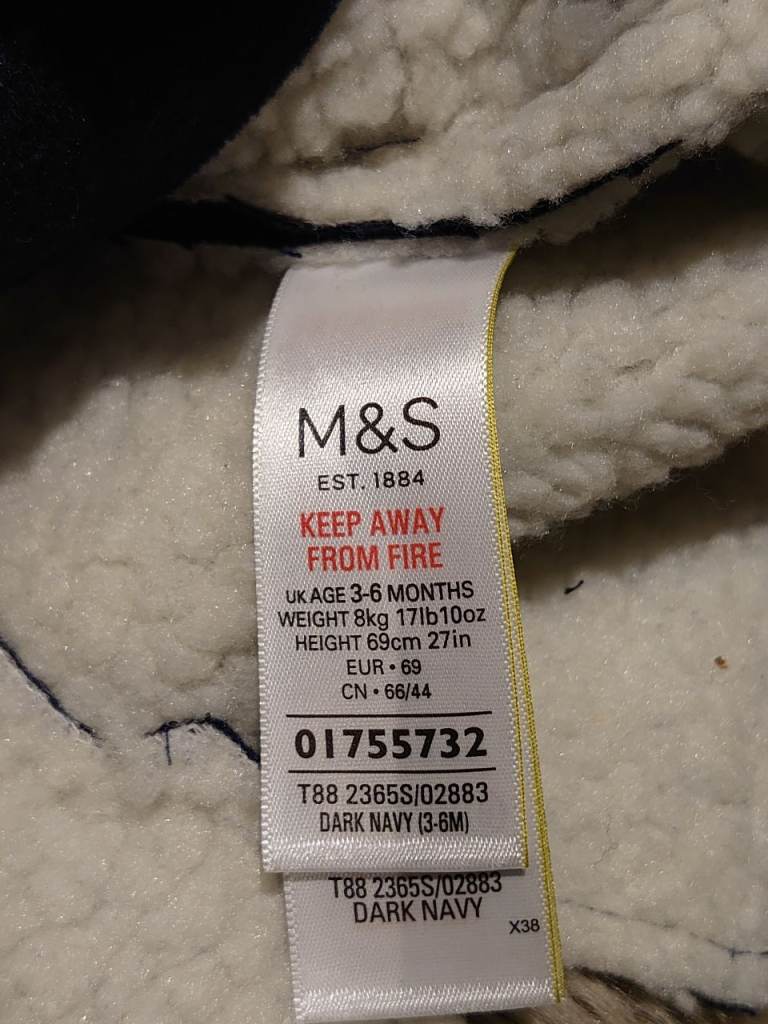 M&S
EST. 1884
KEEP AWAY
FROM FIRE
UK AGE 3-6 MONTHS
WEIGHT 8kg 17lb10oz
HEIGHT 69cm 27in
EUR • 69
CN • 66/44
01755732
T88 2365S/02883
DARK NAVY (3-6M)
T88 2365S/02883
DARK NAVY
X38